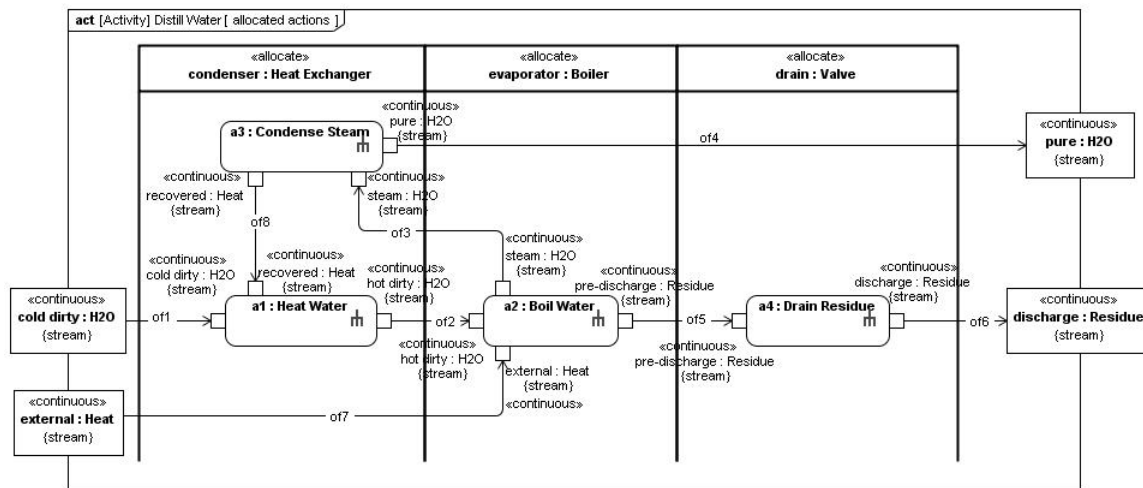 act [Activity] Distill Water [ allocated actions ]
«allocate»
condenser : Heat Exchanger
«allocate»
evaporator : Boiler
«allocate»
drain : Valve
«continuous»
pure : H2O
{stream}
a3 : Condense Steam
of4
«continuous»
pure : H2O
{stream}
«continuous»
recovered : Heat
{stream}
«continuous»
steam : H2O
{stream}
of8
of3
«continuous»
cold dirty : H2O
{stream}
«continuous»
recovered : Heat
{stream}
«continuous»
hot dirty : H2O
{stream}
«continuous»
steam : H2O
{stream}
«continuous»
pre-discharge : Residue
{stream}
«continuous»
discharge : Residue
{stream}
«continuous»
cold dirty : H2O
{stream}
of1
a1 : Heat Water
of2
a2 : Boil Water
of5
a4 : Drain Residue
of6
«continuous»
discharge : Residue
{stream}
«continuous»
hot dirty : H2O
{stream}
external : Heat
«continuous»
«continuous»
pre-discharge : Residue
{stream}
«continuous»
external : Heat
{stream}
of7